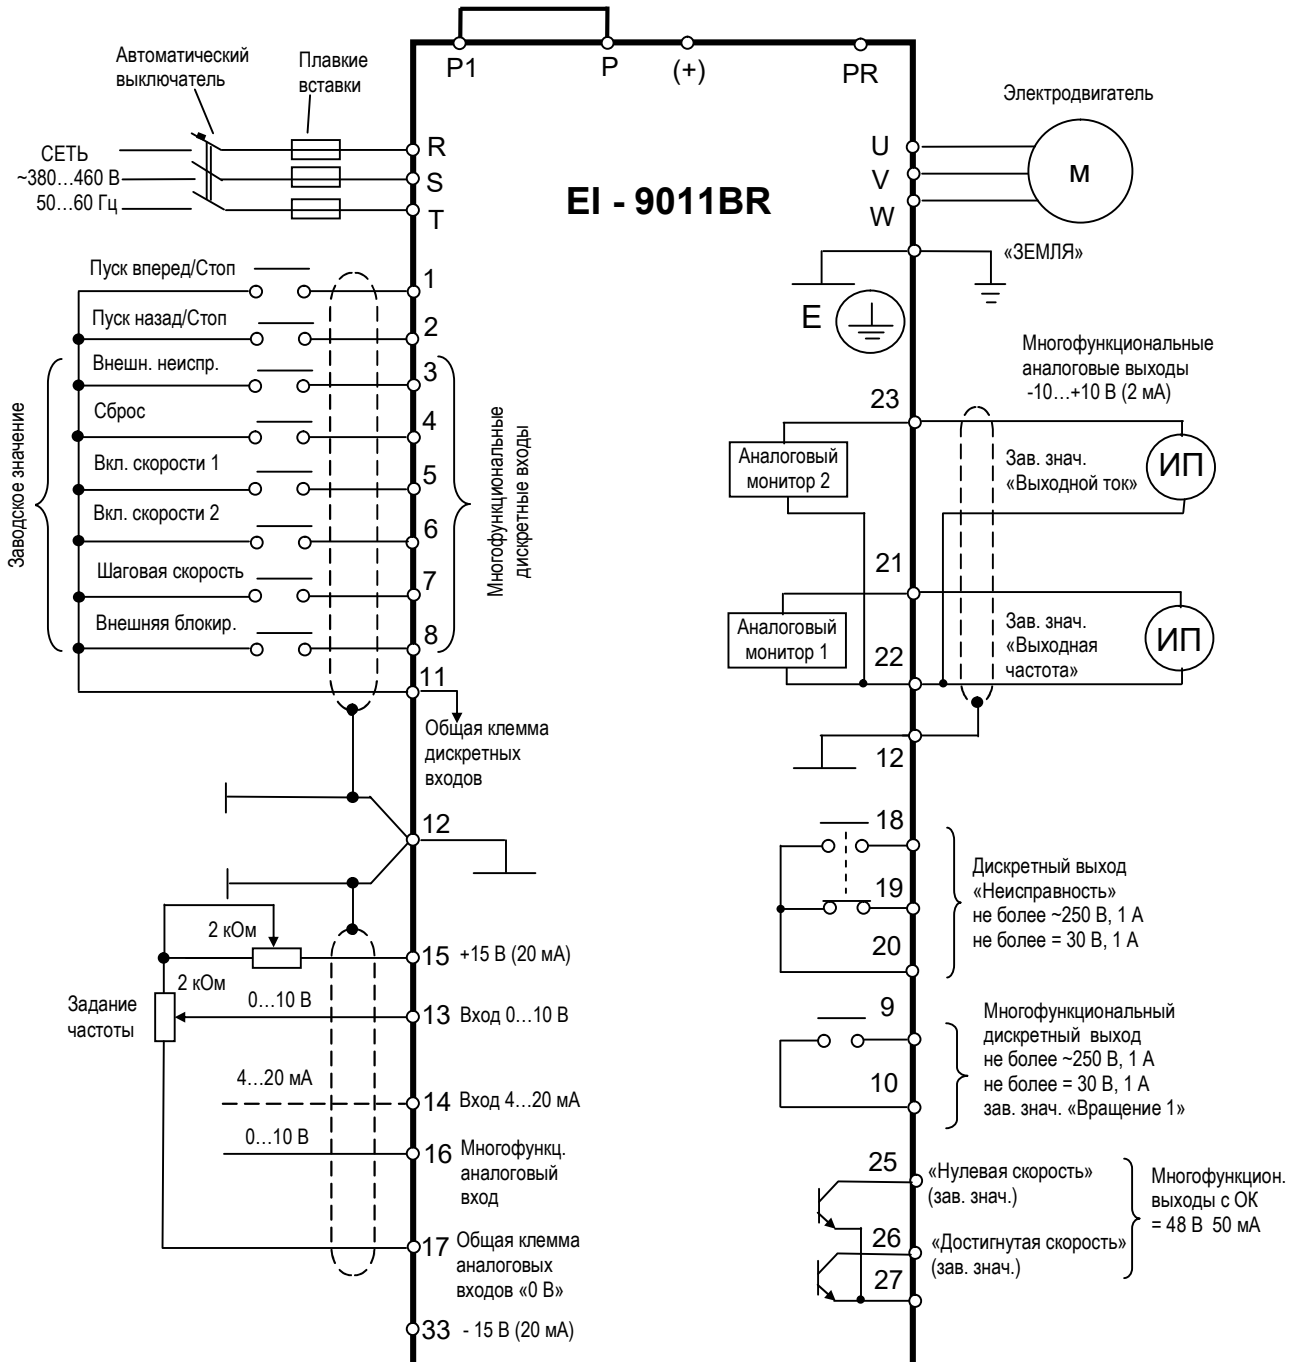 P1
P
(+)
PR
Автоматический
выключатель
Плавкие
вставки
СЕТЬ
~380…460 В
50…60 Гц
R
S
T
EI - 9011BR
U
V
W
Электродвигатель
М
«ЗЕМЛЯ»
E
Пуск вперед/Стоп
1
Пуск назад/Стоп
2
Внешн. неиспр.
3
Сброс
4
Вкл. скорости 1
5
Вкл. скорости 2
6
Шаговая скорость
7
Внешняя блокир.
8
Заводское значение
Многофункциональные
дискретные входы
11
Общая клемма
дискретных
входов
12
2 кОм
15 +15 В (20 мА)
2 кОм
Задание
частоты
0…10 В
13 Вход 0…10 В
4…20 мА
14 Вход 4…20 мА
0…10 В
16 Многофункц.
аналоговый
вход
17 Общая клемма
аналоговых
входов «0 В»
33 - 15 В (20 мА)
Многофункциональные
аналоговые выходы
-10…+10 В (2 мА)
23
Аналоговый
монитор 2
Зав. знач.
«Выходной ток»
ИП
21
Аналоговый
монитор 1
22
Зав. знач.
«Выходная
частота»
ИП
12
18
19
20
Дискретный выход
«Неисправность»
не более ~250 В, 1 А
не более = 30 В, 1 А
9
10
Многофункциональный
дискретный выход
не более ~250 В, 1 А
не более = 30 В, 1 А
зав. знач. «Вращение 1»
25
«Нулевая скорость»
(зав. знач.)
26
«Достигнутая скорость»
(зав. знач.)
27
Многофункцион.
выходы с ОК
= 48 В 50 мА